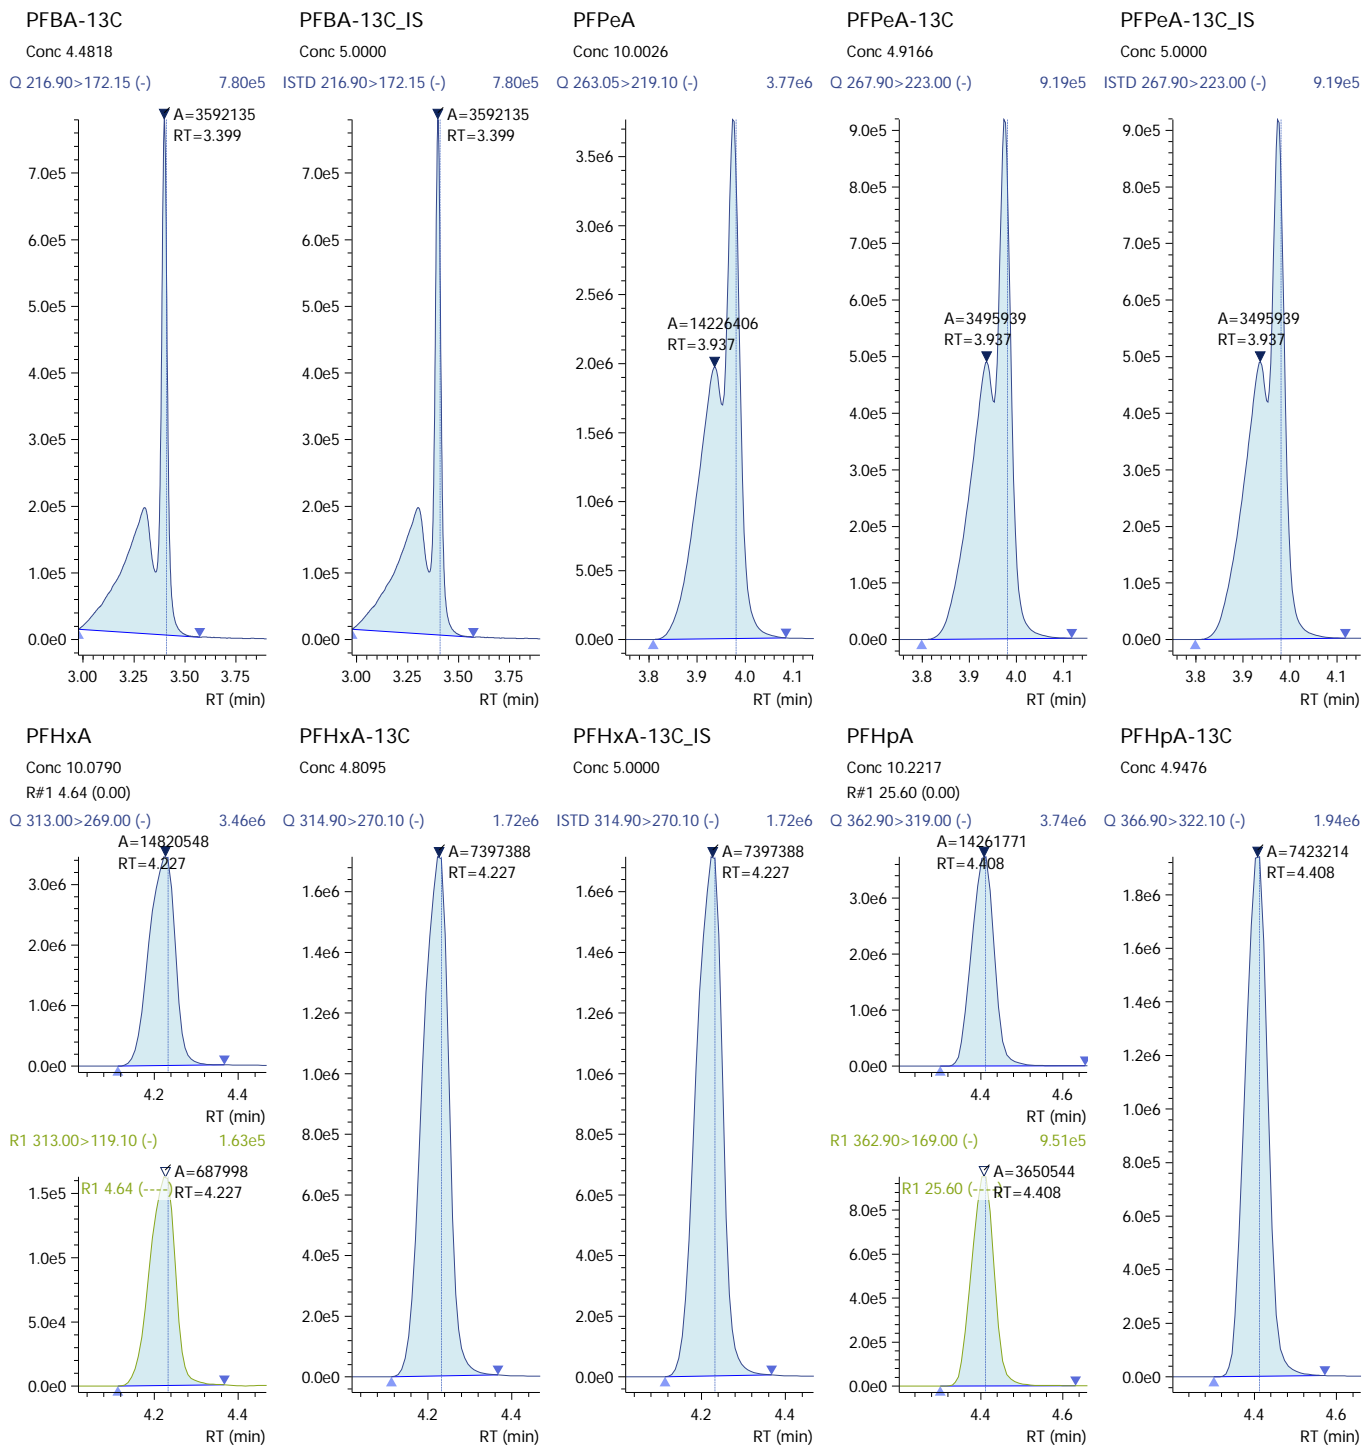 PFBA-13C
Conc 4.4818
Q 216.90>172.15 (-) 7.80e5
A=3592135
RT=3.399
7.0e5
6.0e5
5.0e5
4.0e5
3.0e5
2.0e5
1.0e5
0.0e0
3.00 3.25 3.50 3.75
RT (min)
PFBA-13C_IS
Conc 5.0000
ISTD 216.90>172.15 (-) 7.80e5
A=3592135
RT=3.399
7.0e5
6.0e5
5.0e5
4.0e5
3.0e5
2.0e5
1.0e5
0.0e0
3.00 3.25 3.50 3.75
RT (min)
PFPeA
Conc 10.0026
Q 263.05>219.10 (-) 3.77e6
3.5e6
3.0e6
2.5e6
A=14226406
RT=3.937
2.0e6
1.5e6
1.0e6
5.0e5
0.0e0
3.8 3.9 4.0 4.1
RT (min)
PFPeA-13C
Conc 4.9166
Q 267.90>223.00 (-) 9.19e5
9.0e5
8.0e5
7.0e5
6.0e5
A=3495939
RT=3.937
5.0e5
4.0e5
3.0e5
2.0e5
1.0e5
0.0e0
3.8 3.9 4.0 4.1
RT (min)
PFPeA-13C_IS
Conc 5.0000
ISTD 267.90>223.00 (-) 9.19e5
9.0e5
8.0e5
7.0e5
6.0e5
A=3495939
RT=3.937
5.0e5
4.0e5
3.0e5
2.0e5
1.0e5
0.0e0
3.8 3.9 4.0 4.1
RT (min)
PFHxA
Conc 10.0790
R#1 4.64 (0.00)
Q 313.00>269.00 (-) 3.46e6
A=14820548
RT=4.227
3.0e6
2.0e6
1.0e6
0.0e0
4.2 4.4
RT (min)
R1 313.00>119.10 (-) 1.63e5
A=687998
R1 4.64 (----)
RT=4.227
1.5e5
1.0e5
5.0e4
0.0e0
4.2 4.4
RT (min)
PFHxA-13C
Conc 4.8095
Q 314.90>270.10 (-) 1.72e6
A=7397388
RT=4.227
1.6e6
1.4e6
1.2e6
1.0e6
8.0e5
6.0e5
4.0e5
2.0e5
0.0e0
4.2 4.4
RT (min)
PFHxA-13C_IS
Conc 5.0000
ISTD 314.90>270.10 (-) 1.72e6
A=7397388
RT=4.227
1.6e6
1.4e6
1.2e6
1.0e6
8.0e5
6.0e5
4.0e5
2.0e5
0.0e0
4.2 4.4
RT (min)
PFHpA
Conc 10.2217
R#1 25.60 (0.00)
Q 362.90>319.00 (-) 3.74e6
A=14261771
RT=4.408
3.0e6
2.0e6
1.0e6
0.0e0
4.4 4.6
RT (min)
R1 362.90>169.00 (-) 9.51e5
A=3650544
R1 25.60 (----)
RT=4.408
8.0e5
6.0e5
4.0e5
2.0e5
0.0e0
4.4 4.6
RT (min)
PFHpA-13C
Conc 4.9476
Q 366.90>322.10 (-) 1.94e6
A=7423214
RT=4.408
1.8e6
1.6e6
1.4e6
1.2e6
1.0e6
8.0e5
6.0e5
4.0e5
2.0e5
0.0e0
4.4 4.6
RT (min)